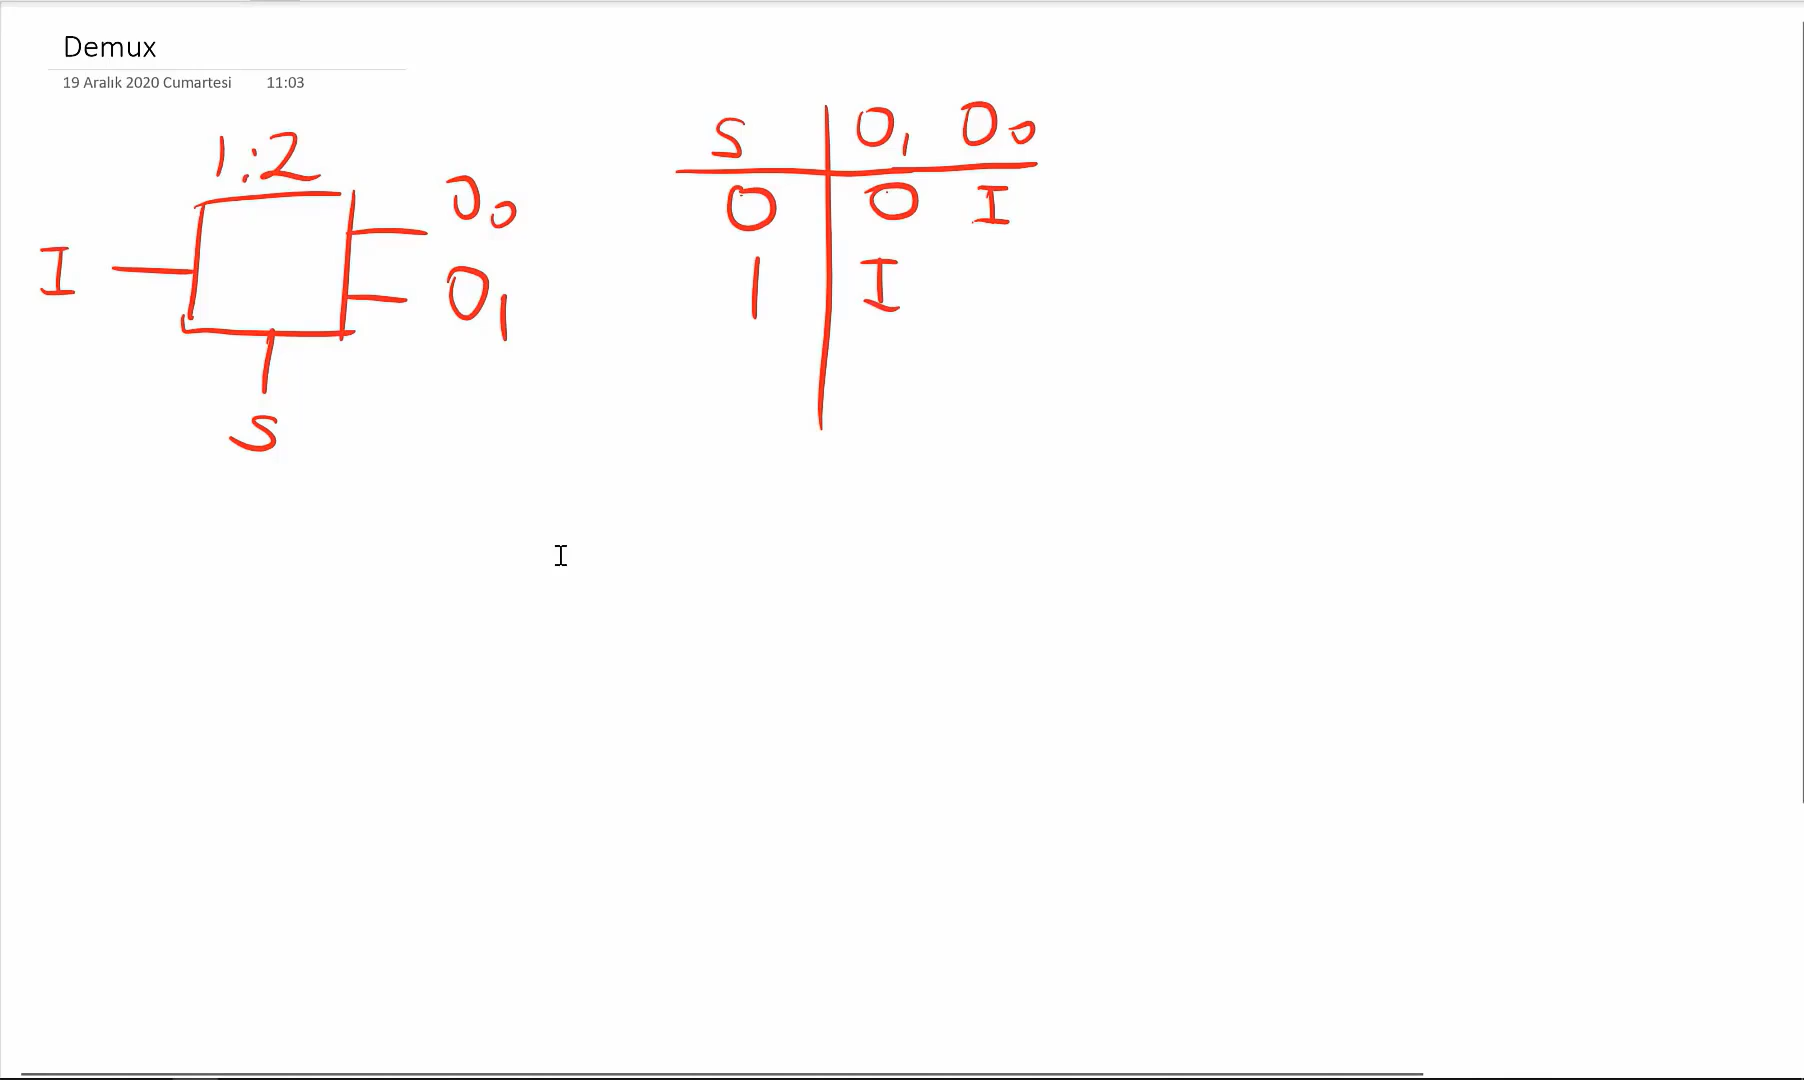 Demux
19 Aralık 2020 Cumartesi 11:03
1:2
I
O0
O1
S
S O1 O0
0 0 I
1 I